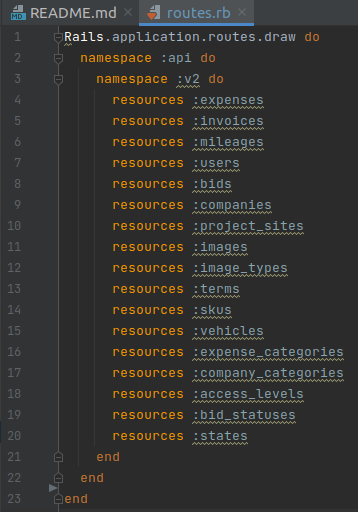 README.md × routes.rb ×
1 Rails.application.routes.draw do
2   namespace :api do
3     namespace :v2 do
4       resources :expenses
5       resources :invoices
6       resources :mileages
7       resources :users
8       resources :bids
9       resources :companies
10       resources :project_sites
11       resources :images
12       resources :image_types
13       resources :terms
14       resources :skus
15       resources :vehicles
16       resources :expense_categories
17       resources :company_categories
18       resources :access_levels
19       resources :bid_statuses
20       resources :states
21     end
22   end
23 end